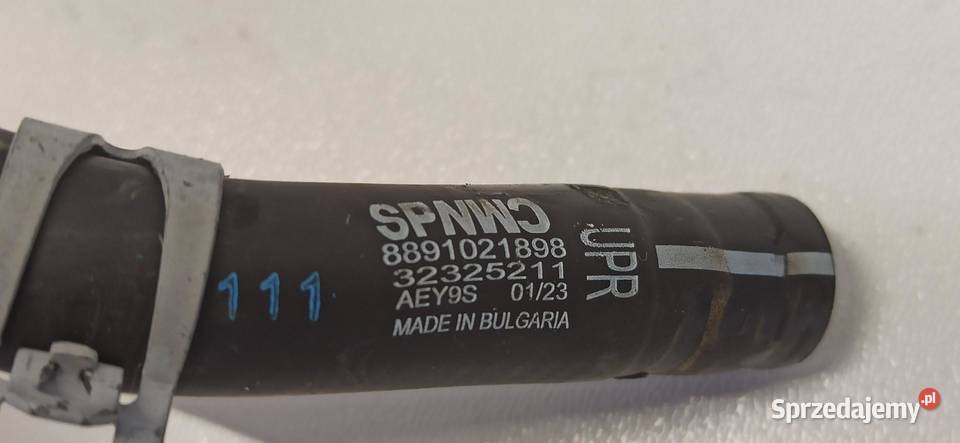 111
SPNWC
8891021898
32325211
AEY9S 01/23
MADE IN BULGARIA
UPR
Sprzedajemy.pl